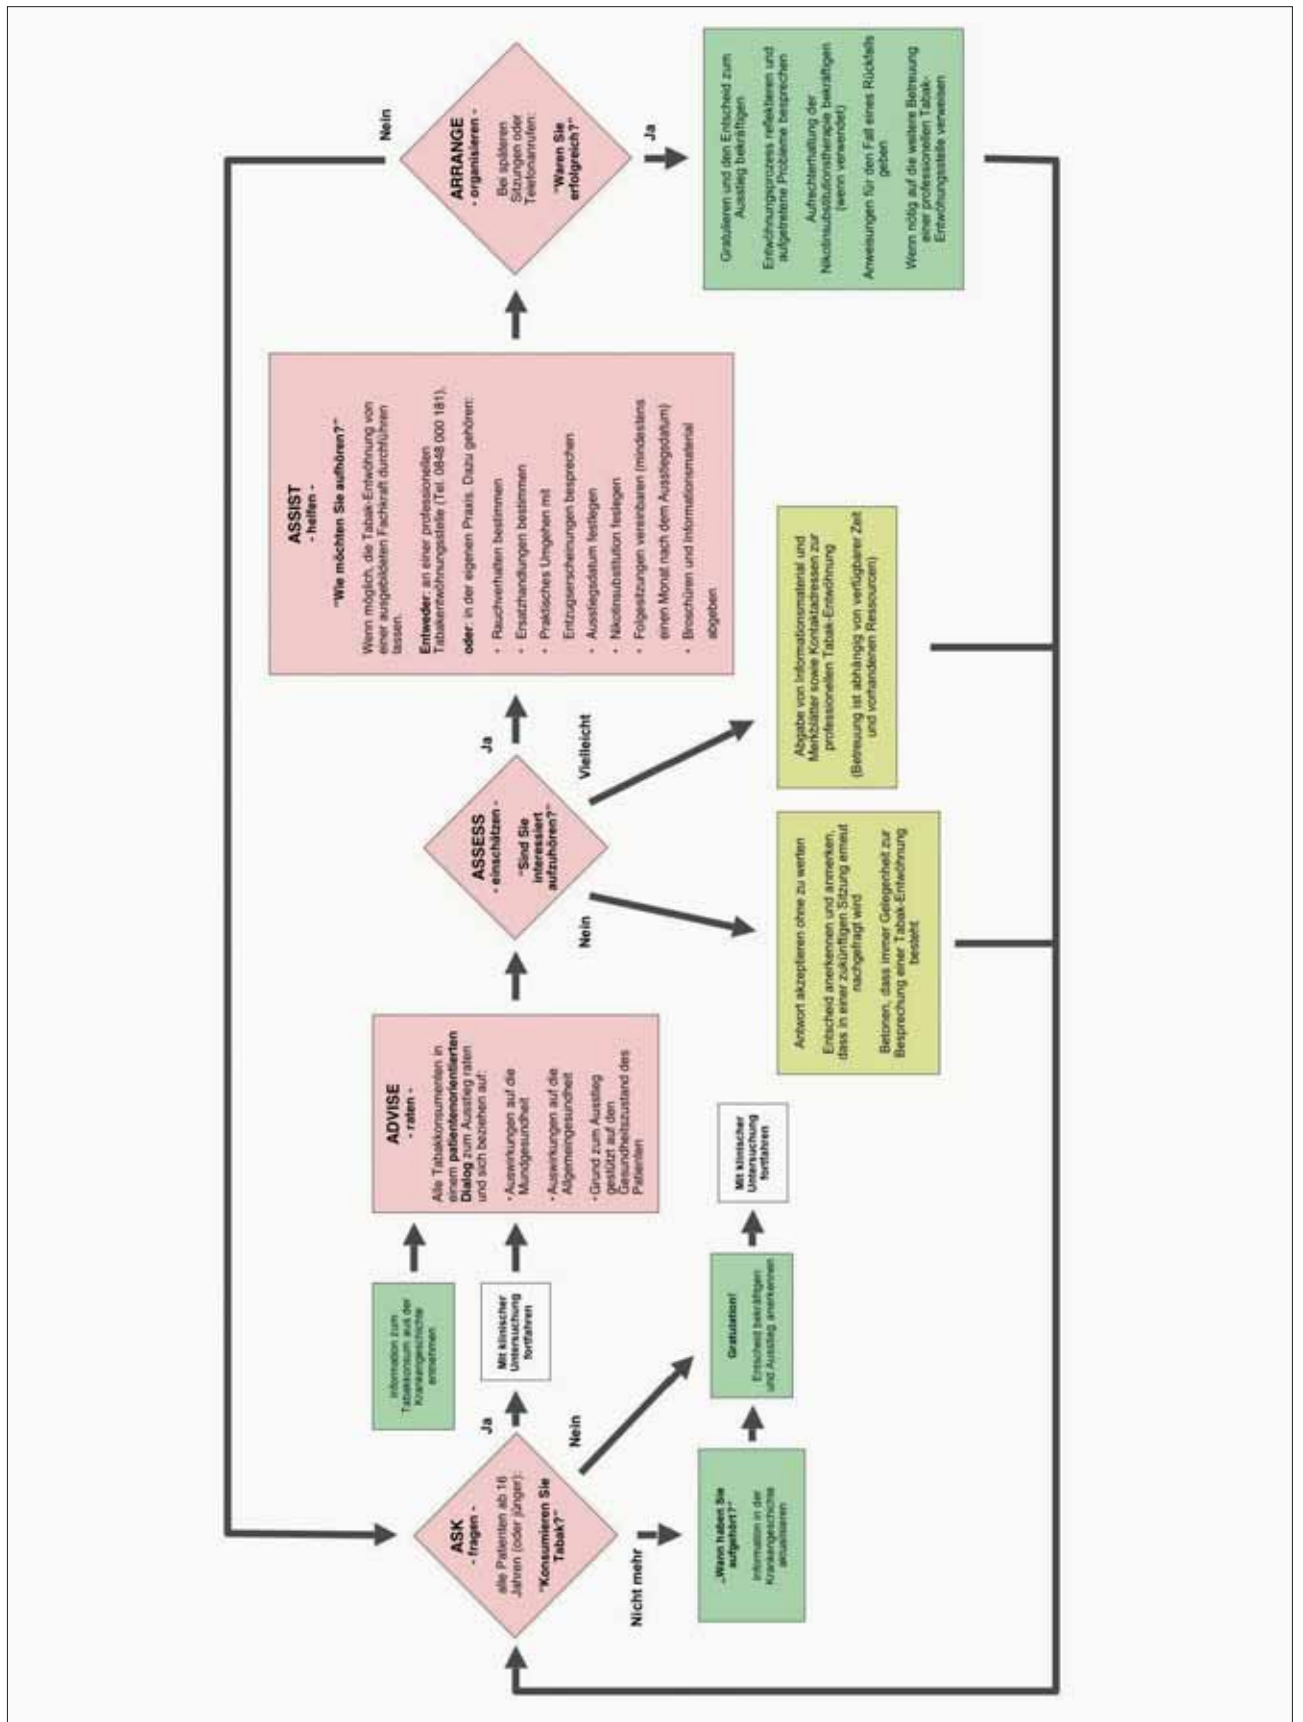 ASK
- fragen -
alle Patienten ab 16
Jahren (oder jünger):
"Konsumieren Sie
Tabak?"
Ja
Nein
Nicht mehr
Information zum
Tabakkonsum aus der
Krankengeschichte
entnehmen
Mit klinischer
Untersuchung
fortfahren
„Wann haben Sie
aufgehört?"
Information in der
Krankengeschichte
aktualisieren
Gratulation!
Entscheid bekräftigen
und Ausstieg anerkennen
Mit klinischer
Untersuchung
fortfahren
ADVISE
- raten -
Alle Tabakkonsumenten in
einem patientenorientierten
Dialog zum Ausstieg raten
und sich beziehen auf:
• Auswirkungen auf die
Mundgesundheit
• Auswirkungen auf die
Allgemeingesundheit
• Grund zum Ausstieg
gestützt auf den
Gesundheitszustand des
Patienten
ASSESS
- einschätzen -
"Sind Sie
interessiert
aufzuhören?"
Ja
Nein
Vielleicht
Antwort akzeptieren ohne zu werten
Entscheid anerkennen und anmerken,
dass in einer zukünftigen Sitzung erneut
nachgefragt wird
Betonen, dass immer Gelegenheit zur
Besprechung einer Tabak-Entwöhnung
besteht
Abgabe von Informationsmaterial und
Merkblätter sowie Kontaktadressen zur
professionellen Tabak-Entwöhnung
(Betreuung ist abhängig von verfügbarer Zeit
und vorhandenen Ressourcen)
ASSIST
- helfen -
"Wie möchten Sie aufhören?"
Wenn möglich, die Tabak-Entwöhnung von
einer ausgebildeten Fachkraft durchführen
lassen.
Entweder: an einer professionellen
Tabakentwöhnungsstelle (Tel. 0848 000 181),
oder: in der eigenen Praxis. Dazu gehören:
• Rauchverhalten bestimmen
• Ersatzhandlungen bestimmen
• Praktisches Umgehen mit
Entzugserscheinungen besprechen
• Ausstiegsdatum festlegen
• Nikotinsubstitution festlegen
• Folgesitzungen vereinbaren (mindestens
einen Monat nach dem Ausstiegsdatum)
• Broschüren und Informationsmaterial
abgeben
ARRANGE
- organisieren -
Bei späteren
Sitzungen oder
Telefonanrufen:
"Waren Sie
erfolgreich?"
Nein
Ja
Gratulieren und den Entscheid zum
Ausstieg bekräftigen
Entwöhnungsprozess reflektieren und
aufgetretene Probleme besprechen
Aufrechterhaltung der
Nikotinsubstitutionstherapie bekräftigen
(wenn verwendet)
Anweisungen für den Fall eines Rückfalls
geben
Wenn nötig auf die weitere Betreuung
einer professionellen Tabak-
Entwöhungsstelle verweisen